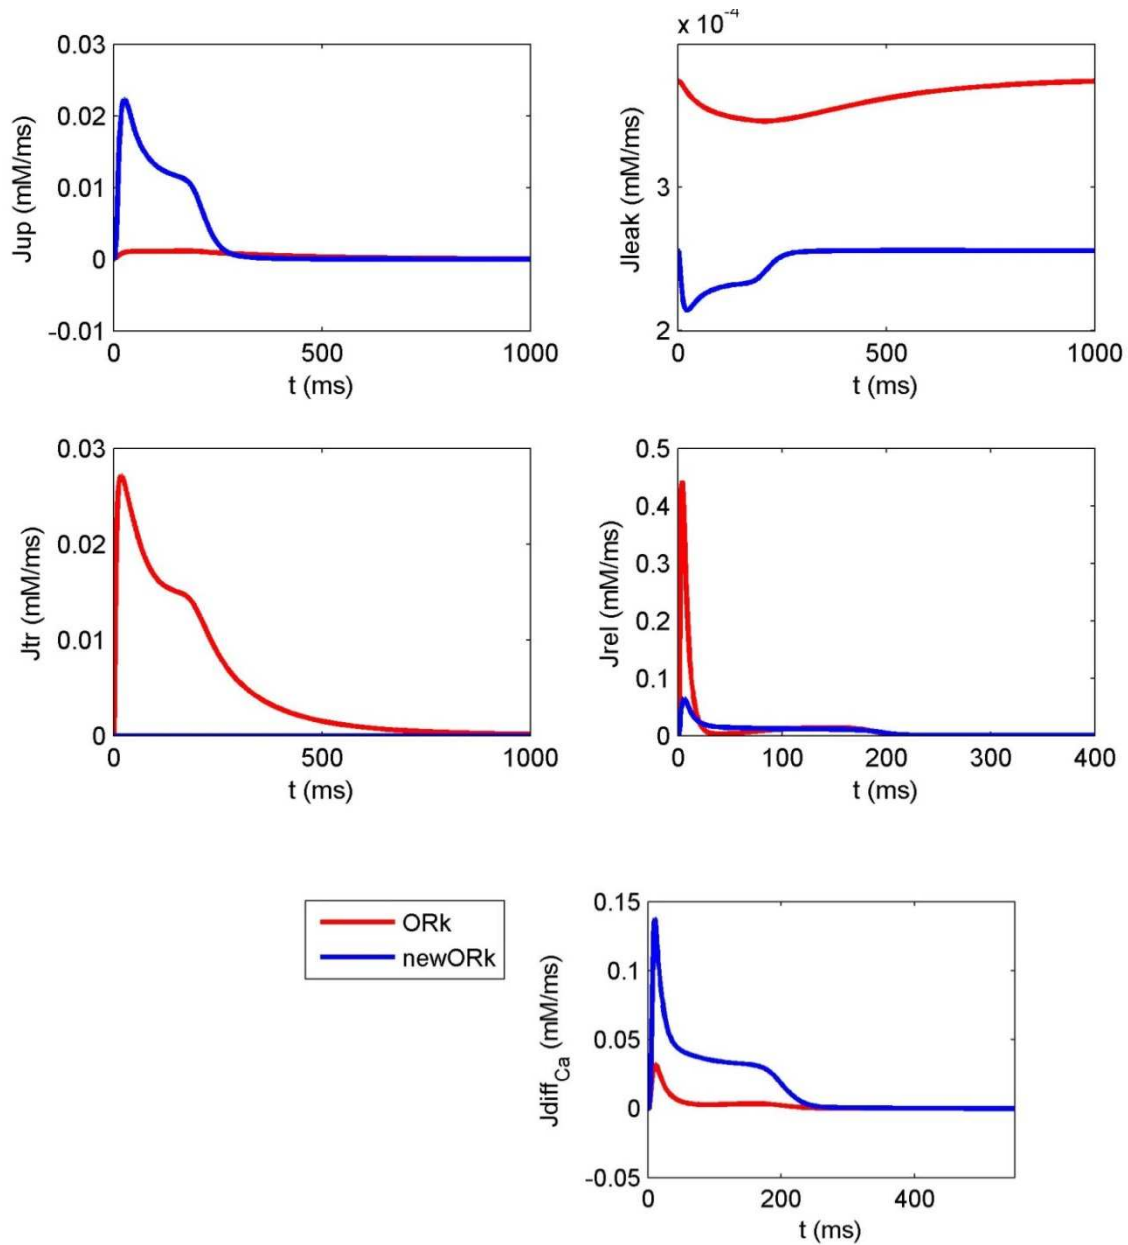 x 10-4
0.03
0.02
0.01
0
-0.01
Jup (mM/ms)
0 500 1000
t (ms)
3
2
Jleak (mM/ms)
0 500 1000
t (ms)
0.03
0.02
0.01
0
Jtr (mM/ms)
0 500 1000
t (ms)
0.5
0.4
0.3
0.2
0.1
0
Jrel (mM/ms)
0 100 200 300 400
t (ms)
ORk
newORk
0.15
0.1
0.05
0
-0.05
JdiffCa (mM/ms)
0 200 400
t (ms)